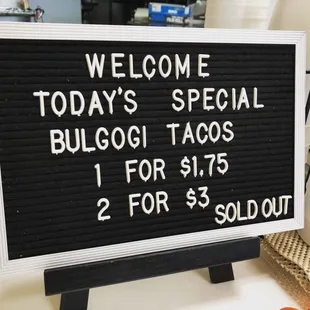 WELCOME
TODAY'S SPECIAL
BULGOGI TACOS
1 FOR $1.75
2 FOR $3
SOLD OUT